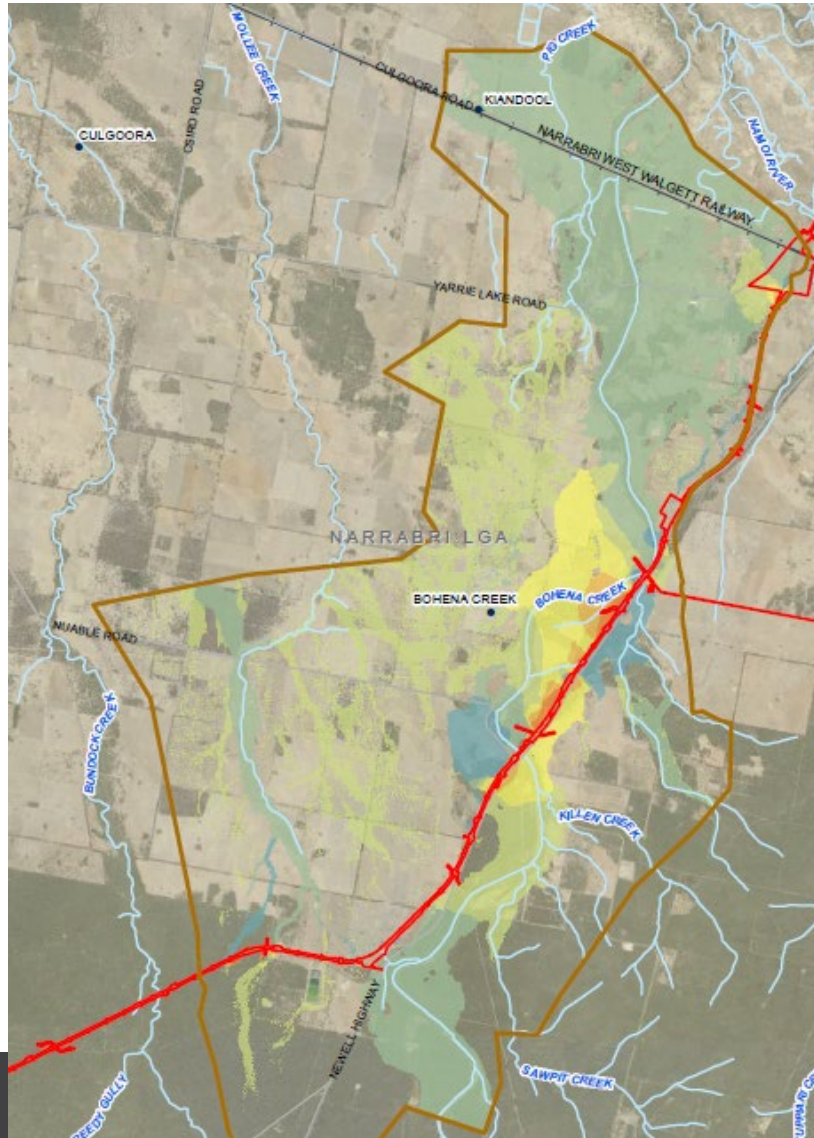 PIG CREEK
MOLLEE CREEK
CULGOORA ROAD
KIANDOOL
CSIRO ROAD
CULGOORA
NARRABRI WEST WALGETT RAILWAY
NAMOI RIVER
YARRIE LAKE ROAD
NARRABRI LGA
BOHENA CREEK
BOHENA CREEK
NUABLE ROAD
BUNDOCK CREEK
KILLEN CREEK
NEWELL HIGHWAY
SAWPIT CREEK
REEDY GULLY